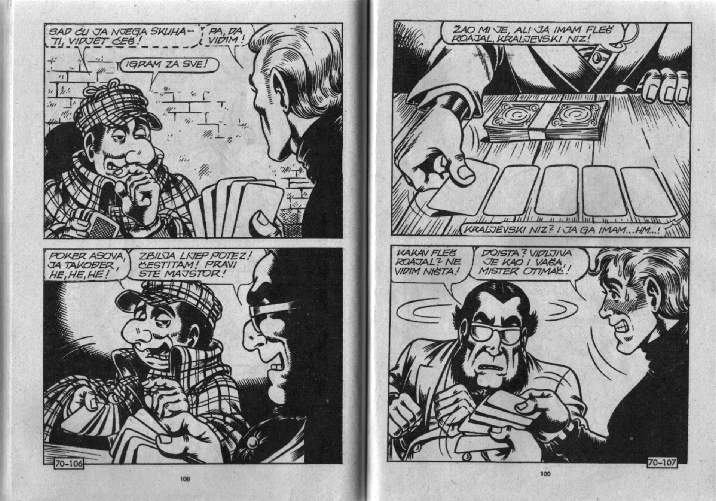 SAD ĆU JA NJEGA SKUHA-
TI, VIDJET ĆEŠ!
PA, DA
VIDIM!
IGRAM ZA SVE!
POKER ASOVA,
JA TAKOĐER,
HE, HE, HE!
ZBILJA LIJEP POTEZ!
ČESTITAM! PRAVI
STE MAJSTOR!
70-106
108
ŽAO MI JE, ALI JA IMAM FLEŠ
ROAJAL, KRALJEVSKI NIZ!
KRALJEVSKI NIZ? I JA GA IMAM...HM..!
KAKAV FLEŠ
ROAJAL? NE
VIDIM NIŠTA!
DOISTA? VIDLJIVA
JE KAO I VAŠA,
MISTER OTIMAČ!
70-107